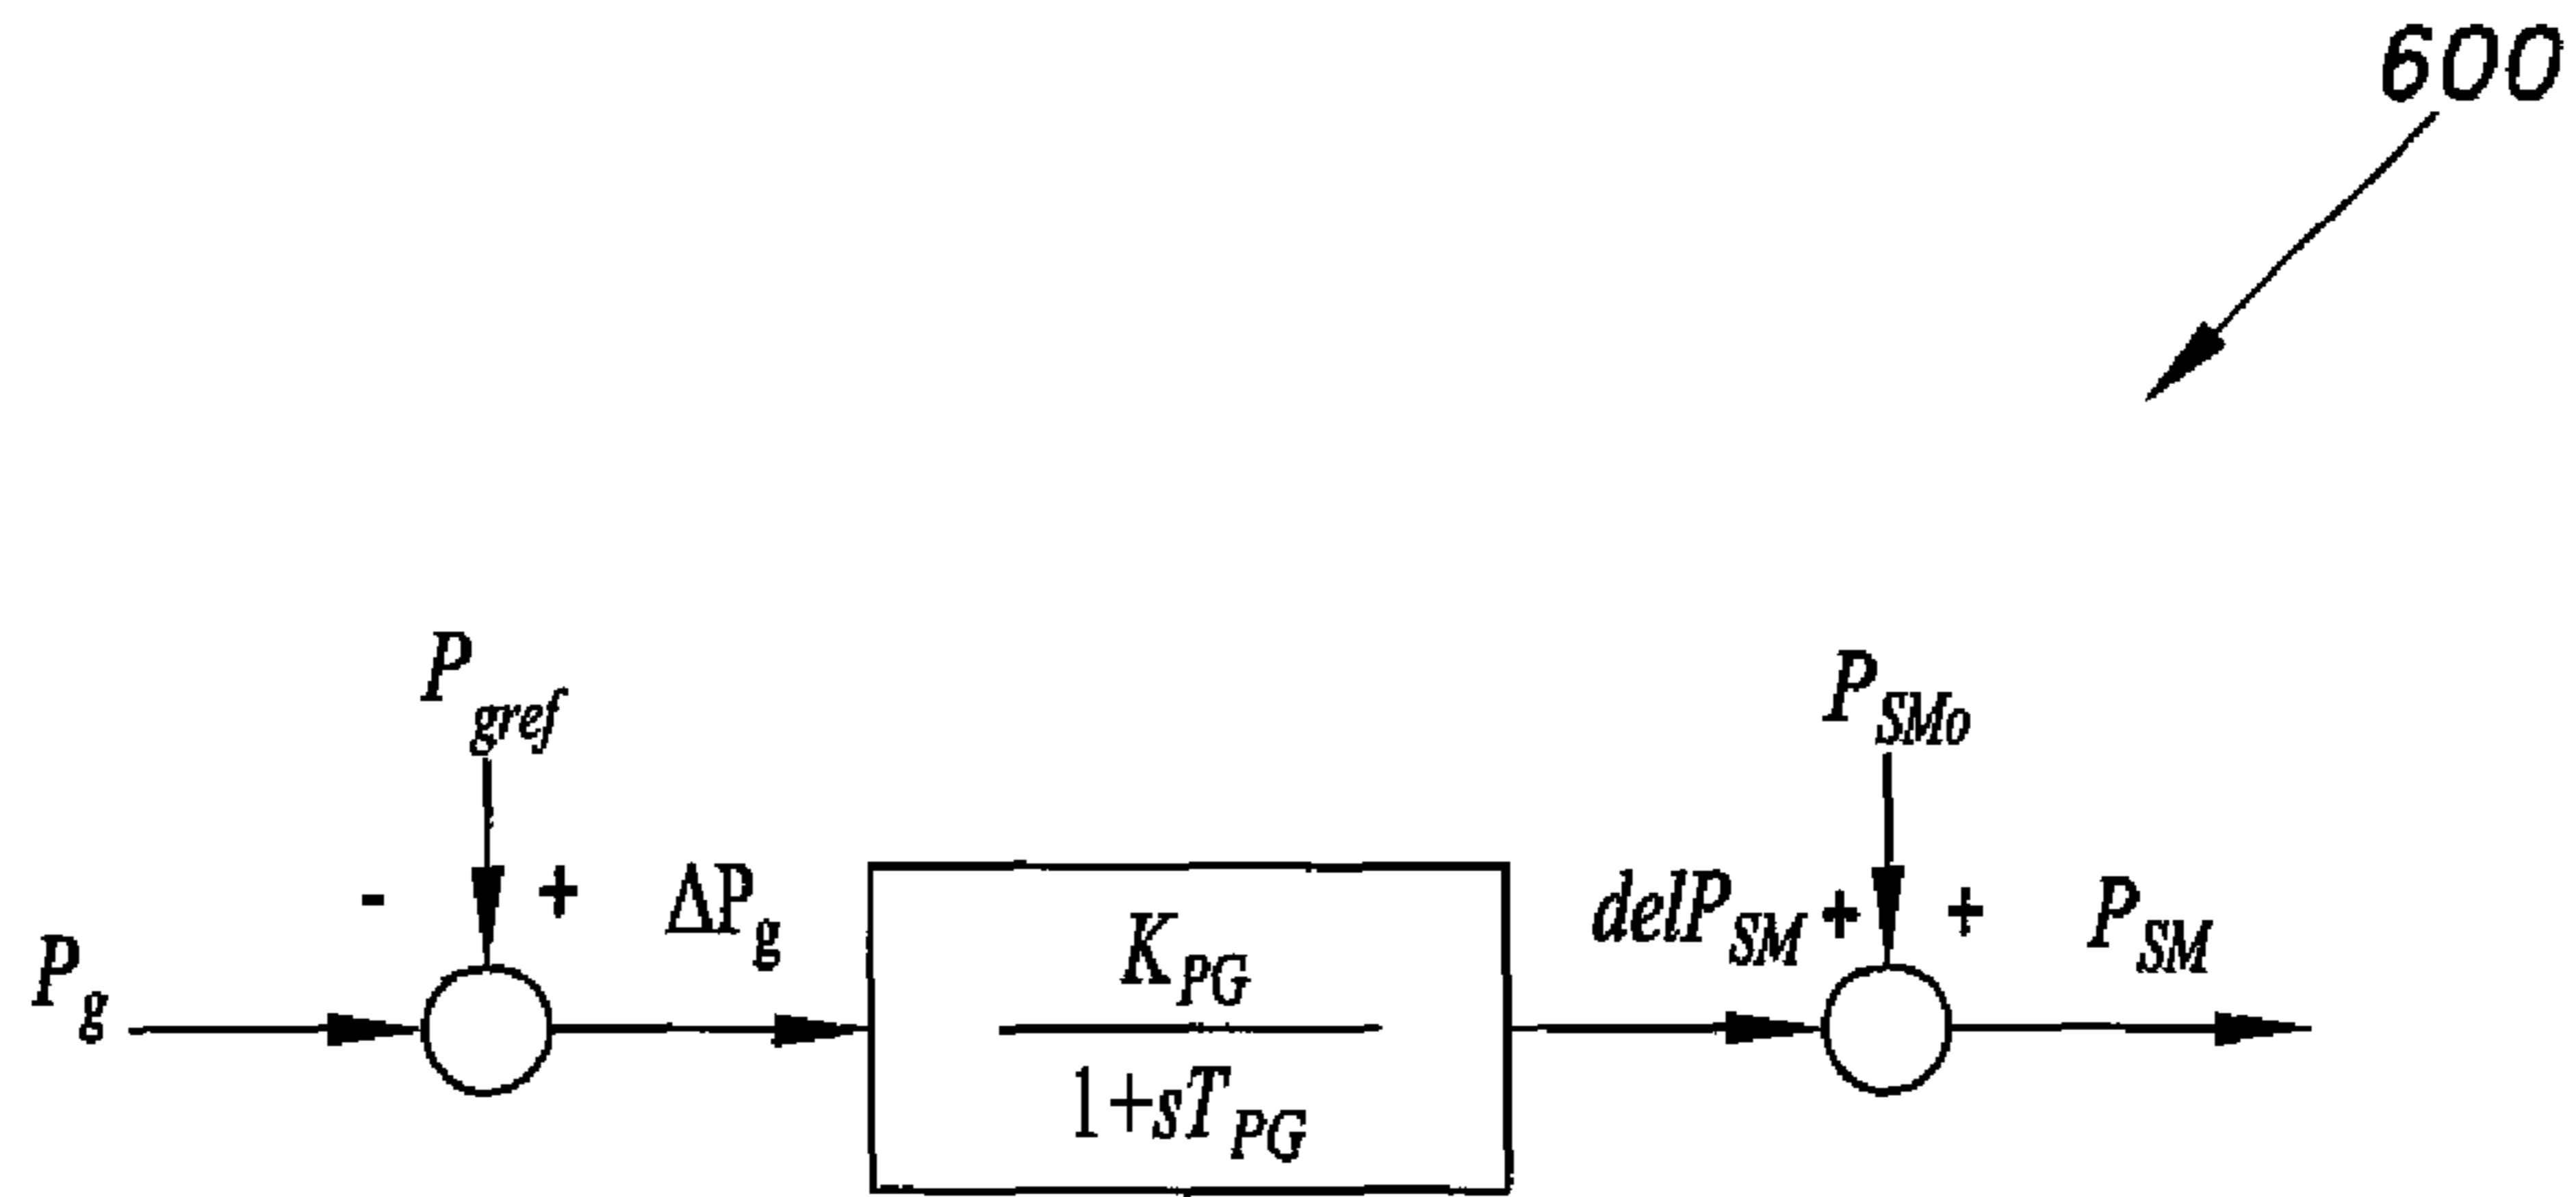 600
P_gref
P_SMo
- + ΔP_g
K_PG
delP_SM + + P_SM
P_g
1+sT_PG